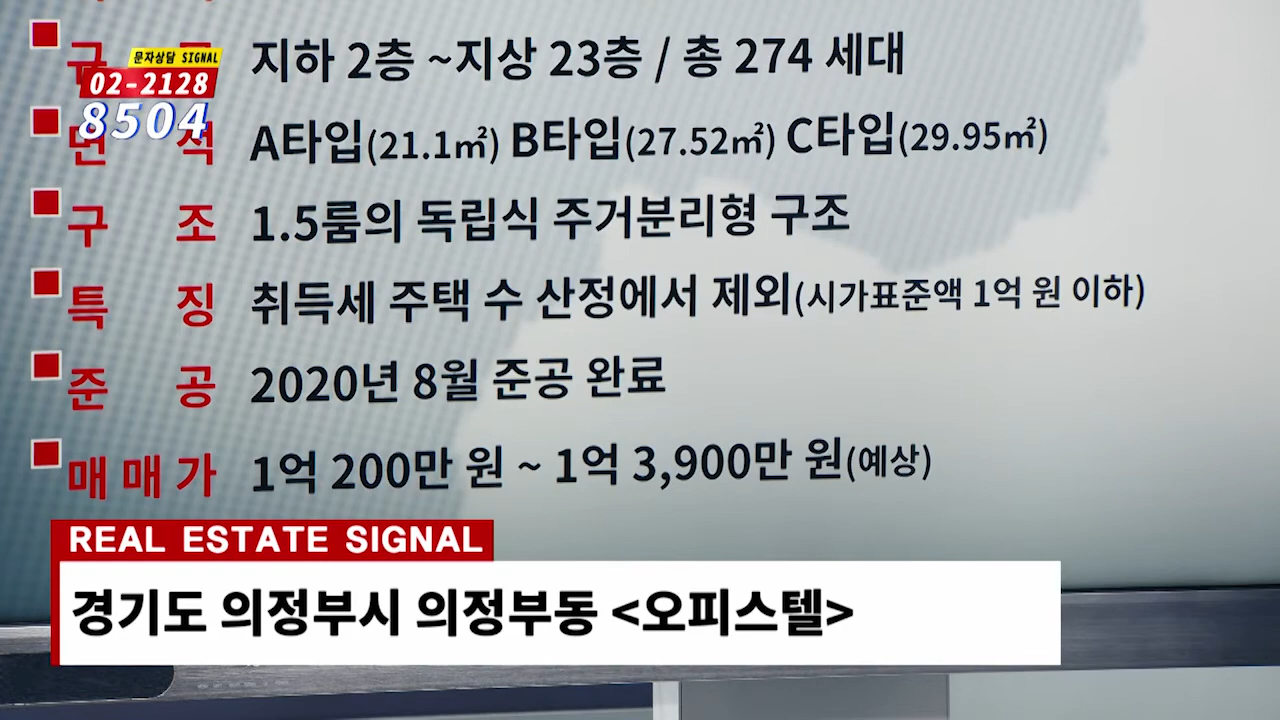 문자상담 SIGNAL
02-2128
8504
지하 2층 ~지상 23층 / 총 274 세대
A타입(21.1㎡) B타입(27.52㎡) C타입(29.95㎡)
구 조 1.5룸의 독립식 주거분리형 구조
특 징 취득세 주택 수 산정에서 제외(시가표준액 1억 원 이하)
준 공 2020년 8월 준공 완료
매매가 1억 200만 원 ~ 1억 3,900만 원(예상)
REAL ESTATE SIGNAL
경기도 의정부시 의정부동 <오피스텔>